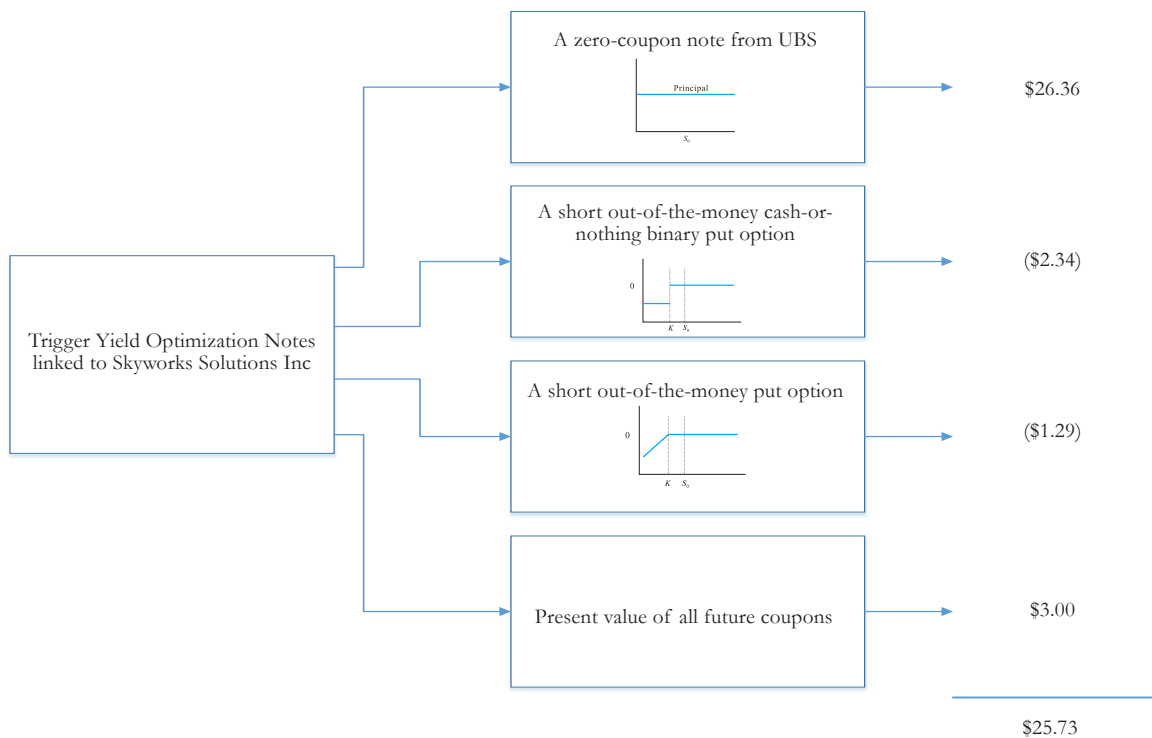 A zero-coupon note from UBS
Principal
S₀
$26.36
A short out-of-the-money cash-or-
nothing binary put option
0
K S₀
($2.34)
Trigger Yield Optimization Notes
linked to Skyworks Solutions Inc
A short out-of-the-money put option
0
K S₀
($1.29)
Present value of all future coupons
$3.00
$25.73